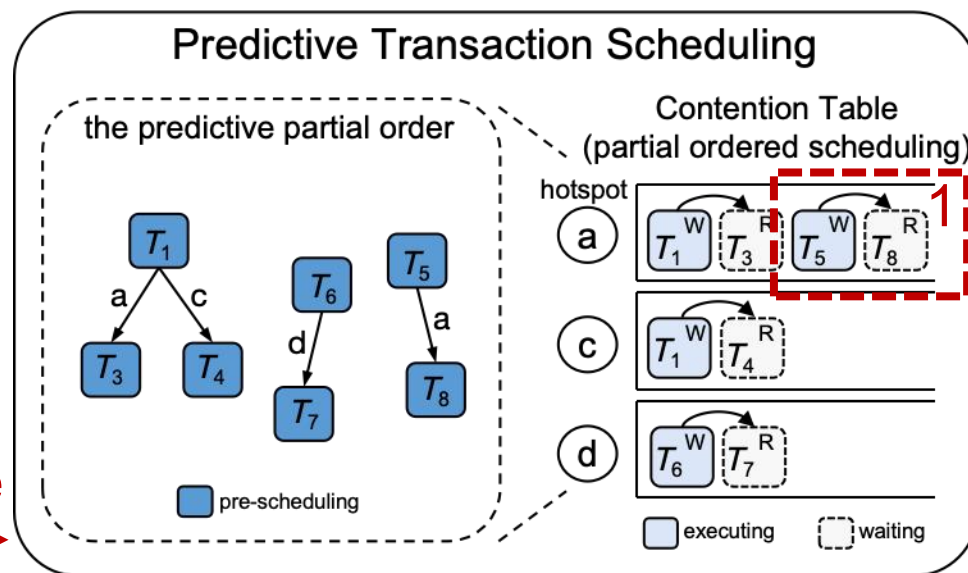 Predictive Transaction Scheduling
the predictive partial order
T1
a
c
T3
T4
T6
d
T7
T5
a
T8
pre-scheduling
Contention Table
(partial ordered scheduling)
hotspot
1
a
T1 W
T3 R
T5 W
T8 R
c
T1 W
T4 R
d
T6 W
T7 R
executing
waiting
e